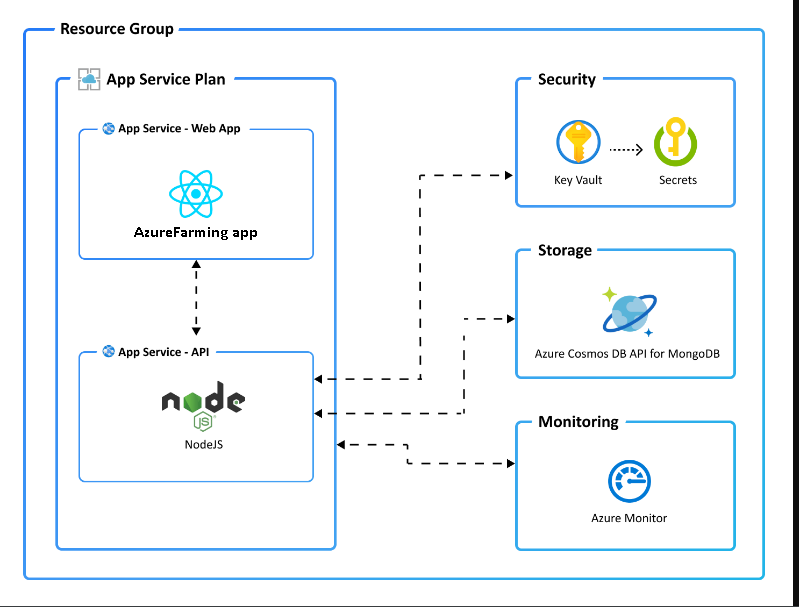 Resource Group
App Service Plan
App Service - Web App
AzureFarming app
App Service - API
node
JS
NodeJS
Security
Key Vault
Secrets
Storage
Azure Cosmos DB API for MongoDB
Monitoring
Azure Monitor